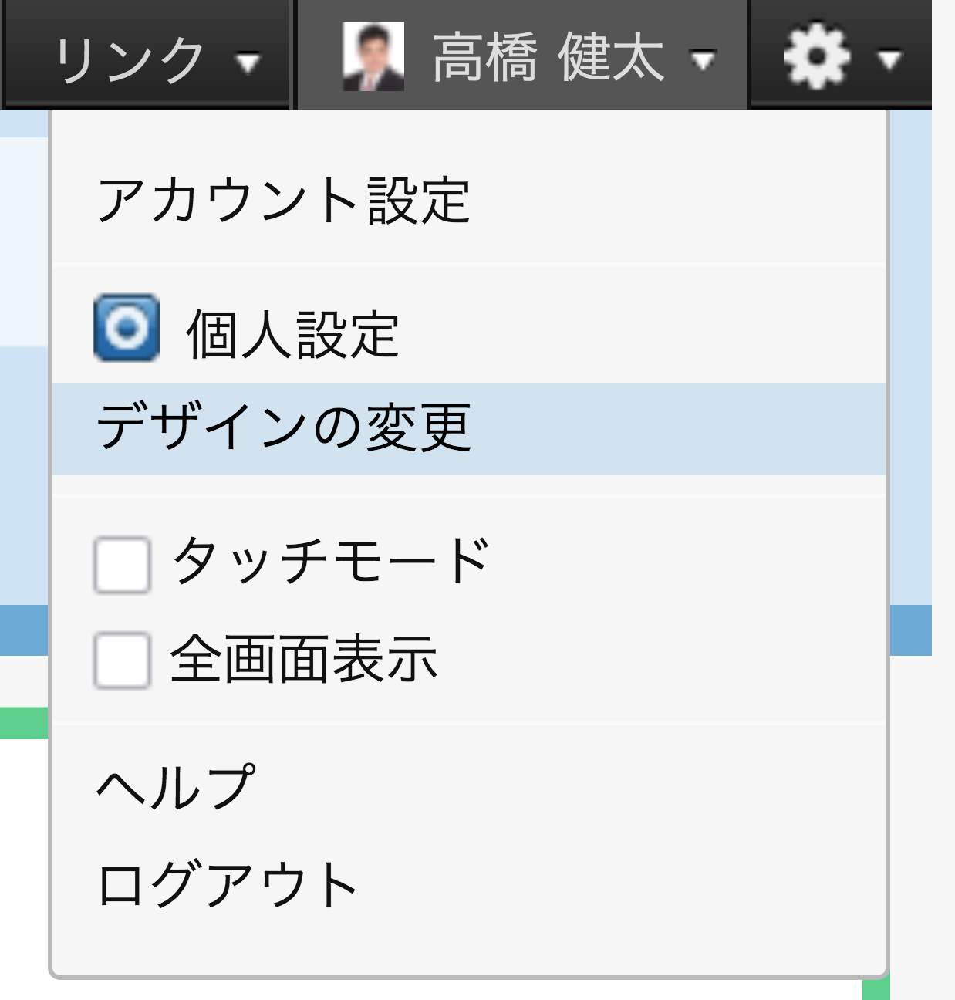 リンク 高橋 健太
アカウント設定
個人設定
デザインの変更
タッチモード
全画面表示
ヘルプ
ログアウト